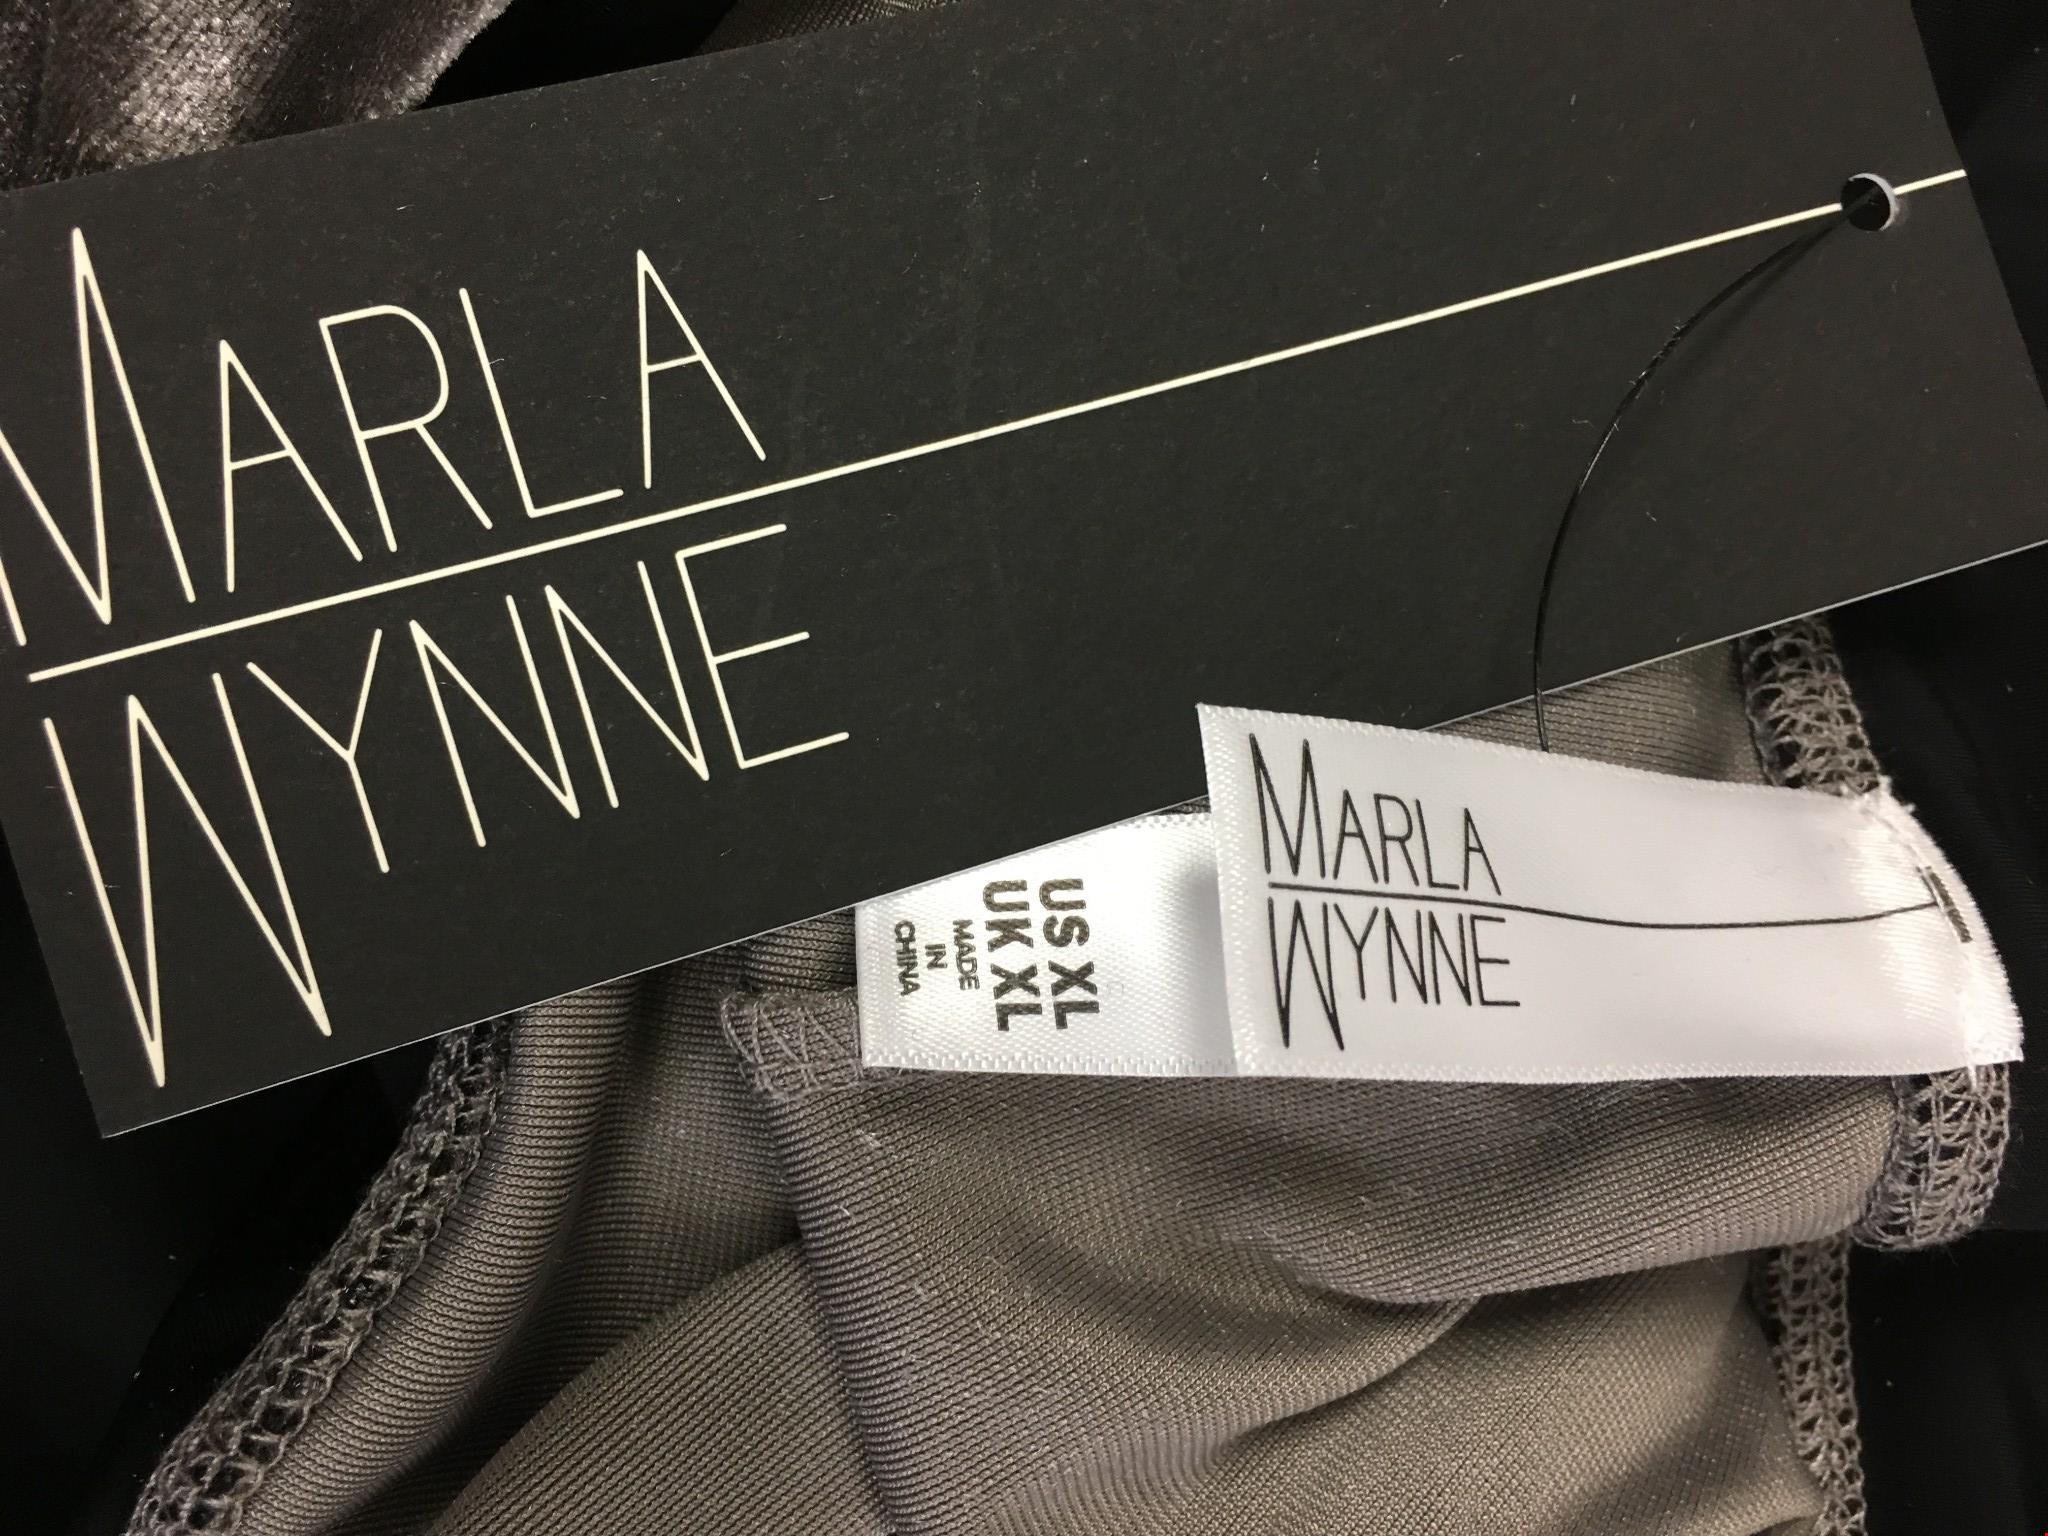 MARLA
WYNNE
MARLA
WYNNE
US XL
UK XL
MADE
IN
CHINA